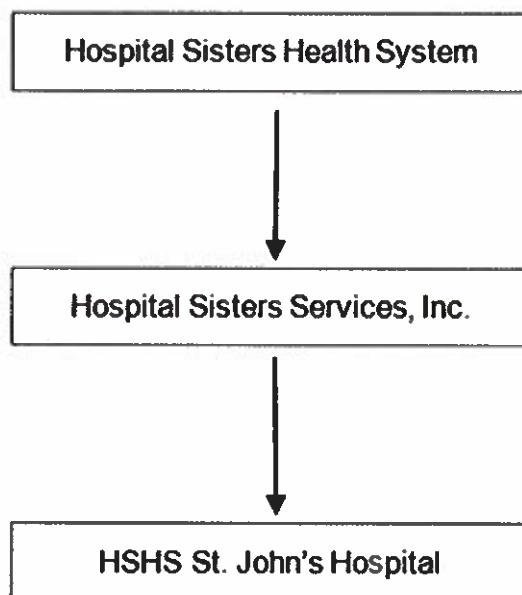 Hospital Sisters Health System
Hospital Sisters Services, Inc.
HSHS St. John's Hospital